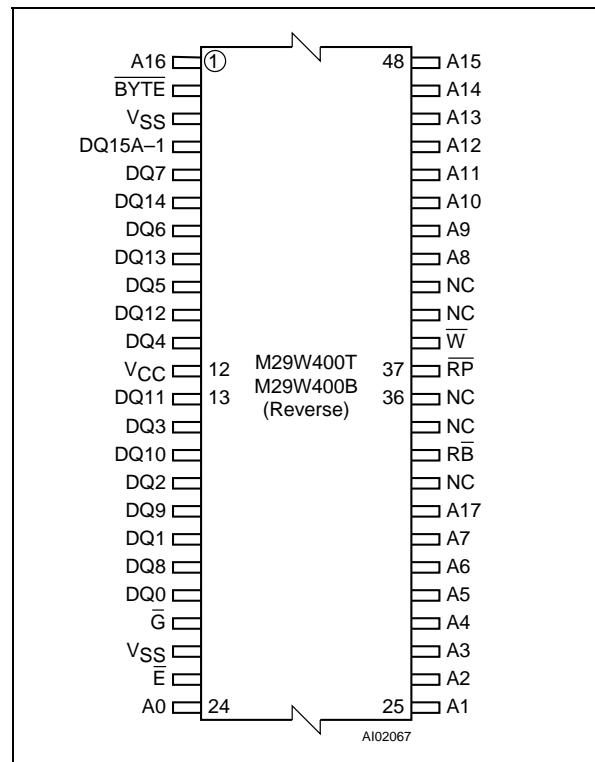 A16 ① 48 A15
B̅Y̅T̅E̅ A14
VSS A13
DQ15A–1 A12
DQ7 A11
DQ14 A10
DQ6 A9
DQ13 A8
DQ5 NC
DQ12 NC
DQ4 W̅
VCC 12 M29W400T 37 R̅P̅
DQ11 13 M29W400B 36 NC
DQ3 (Reverse) NC
DQ10 RB̅
DQ2 NC
DQ9 A17
DQ1 A7
DQ8 A6
DQ0 A5
G̅ A4
VSS A3
E̅ A2
A0 24 25 A1
AI02067